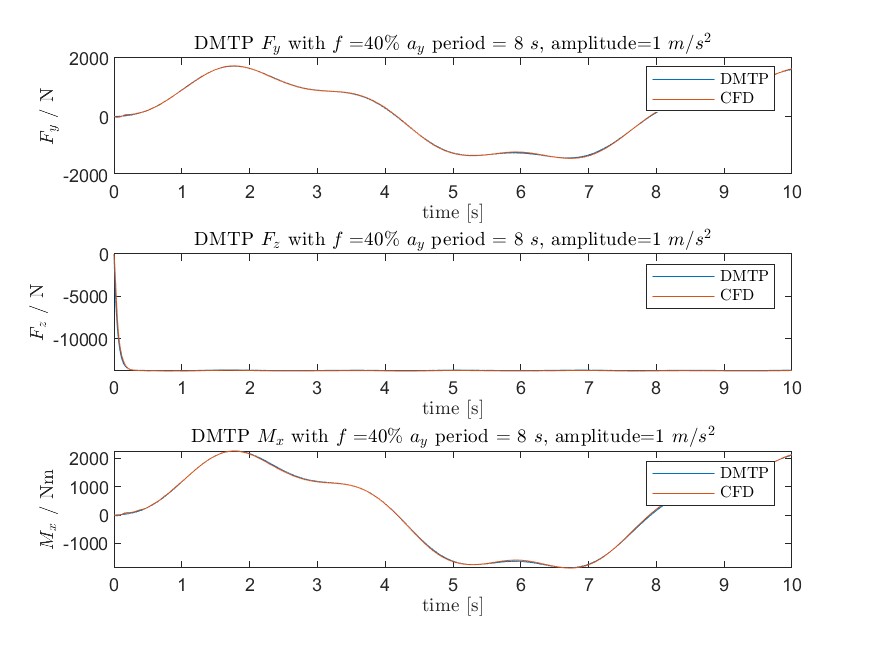 DMTP F_y with f =40% a_y period = 8 s, amplitude=1 m/s^2
2000
0
-2000
F_y / N
DMTP
CFD
0 1 2 3 4 5 6 7 8 9 10
time [s]
DMTP F_z with f =40% a_y period = 8 s, amplitude=1 m/s^2
0
-5000
-10000
F_z / N
DMTP
CFD
0 1 2 3 4 5 6 7 8 9 10
time [s]
DMTP M_x with f =40% a_y period = 8 s, amplitude=1 m/s^2
2000
1000
0
-1000
M_x / Nm
DMTP
CFD
0 1 2 3 4 5 6 7 8 9 10
time [s]